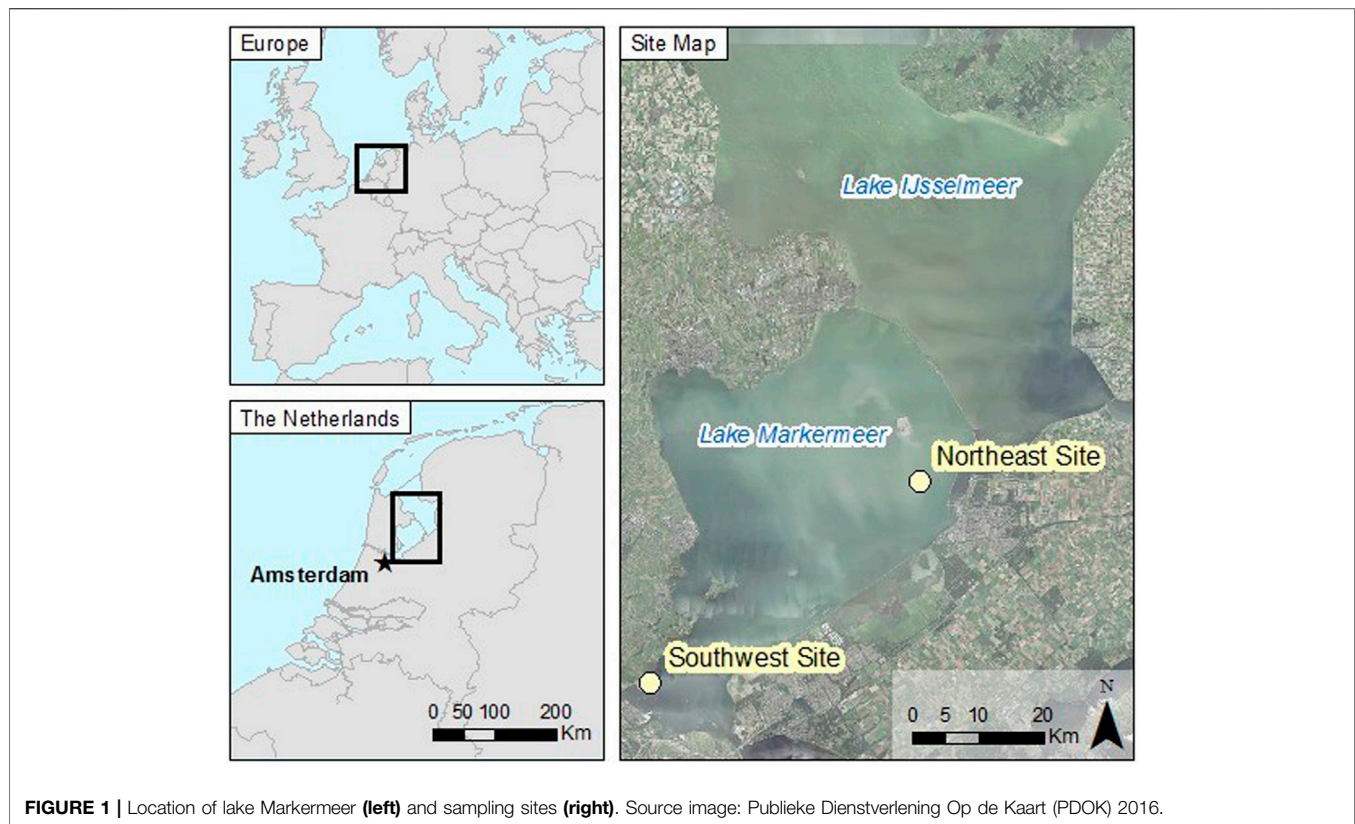 Europe
Site Map
Lake IJsselmeer
The Netherlands
Lake Markermeer
Northeast Site
Amsterdam
Southwest Site
0 50 100 200
Km
N
0 5 10 20
Km
FIGURE 1 | Location of lake Markermeer (left) and sampling sites (right). Source image: Publieke Dienstverlening Op de Kaart (PDOK) 2016.